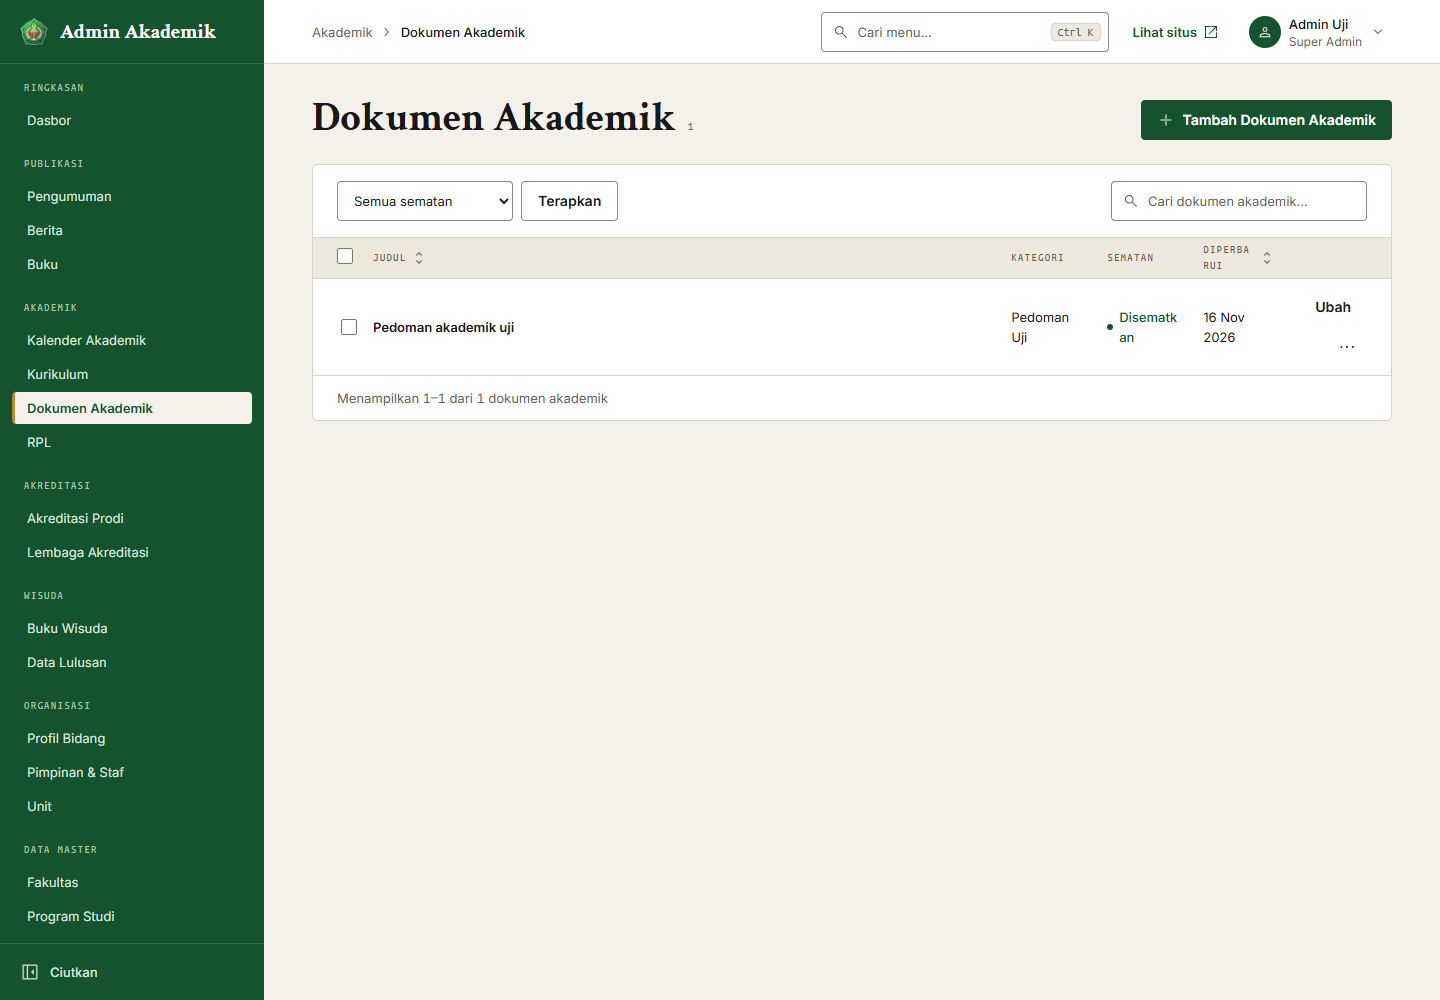 Admin Akademik
RINGKASAN
Dasbor
PUBLIKASI
Pengumuman
Berita
Buku
AKADEMIK
Kalender Akademik
Kurikulum
Dokumen Akademik
RPL
AKREDITASI
Akreditasi Prodi
Lembaga Akreditasi
WISUDA
Buku Wisuda
Data Lulusan
ORGANISASI
Profil Bidang
Pimpinan & Staf
Unit
DATA MASTER
Fakultas
Program Studi
Ciutkan
Akademik > Dokumen Akademik
Cari menu... Ctrl K
Lihat situs
Admin Uji
Super Admin
Dokumen Akademik 1
+ Tambah Dokumen Akademik
Semua sematan Terapkan
Cari dokumen akademik...
JUDUL KATEGORI SEMATAN DIPERBA
RUI
Pedoman akademik uji
Pedoman
Uji
Disematk
an
16 Nov
2026
Ubah
...
Menampilkan 1–1 dari 1 dokumen akademik